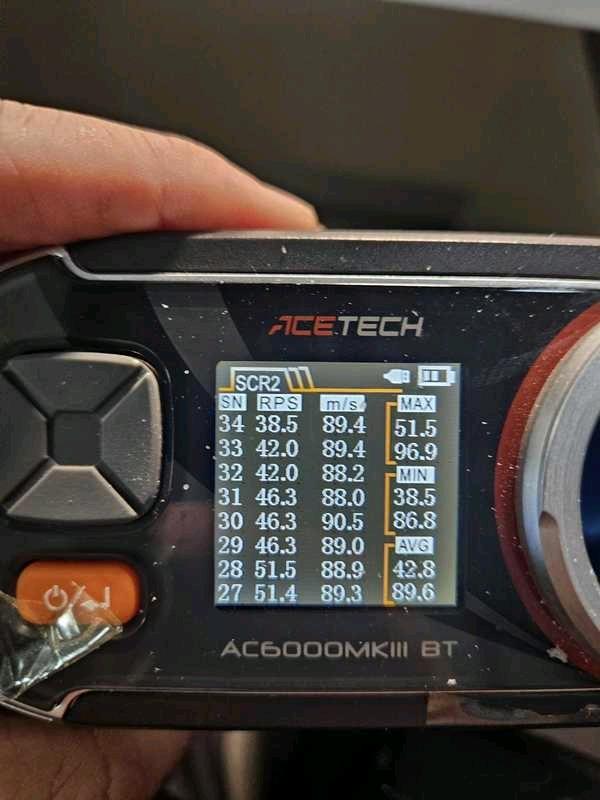 ACETECH
SCR2
SN RPS m/s MAX
34 38.5 89.4 51.5
33 42.0 89.4 96.9
32 42.0 88.2 MIN
31 46.3 88.0 38.5
30 46.3 90.5 86.8
29 46.3 89.0 AVG
28 51.5 88.9 42.8
27 51.4 89.3 89.6
AC6000MKIII BT